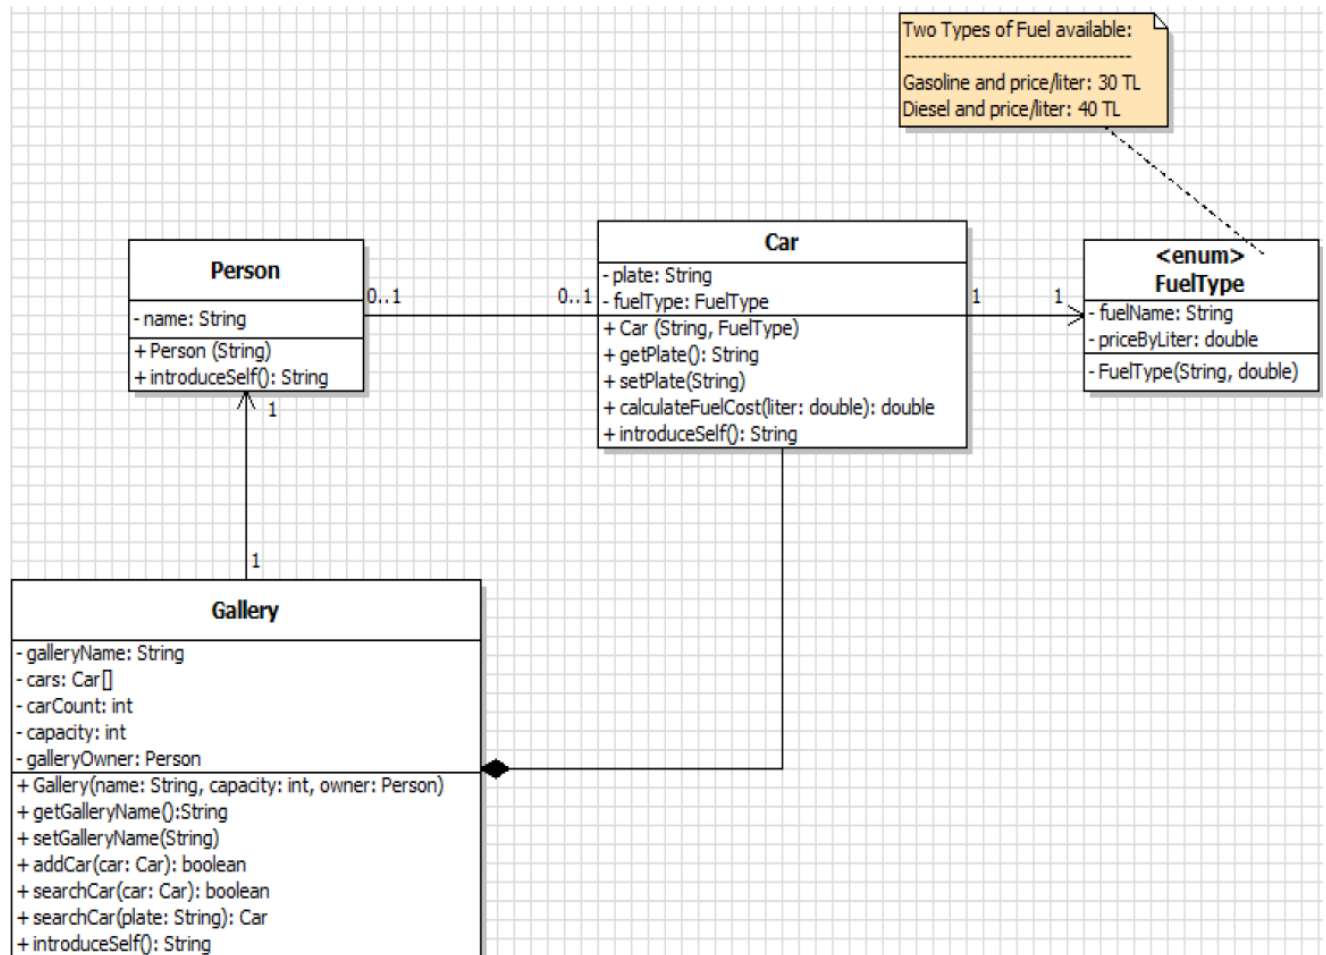 Two Types of Fuel available:
----------------------------------
Gasoline and price/liter: 30 TL
Diesel and price/liter: 40 TL
Person
- name: String
+ Person (String)
+ introduceSelf(): String
0..1
0..1
Car
- plate: String
- fuelType: FuelType
+ Car (String, FuelType)
+ getPlate(): String
+ setPlate(String)
+ calculateFuelCost(liter: double): double
+ introduceSelf(): String
1
1
<enum>
FuelType
- fuelName: String
- priceByLiter: double
- FuelType(String, double)
1
1
Gallery
- galleryName: String
- cars: Car[]
- carCount: int
- capacity: int
- galleryOwner: Person
+ Gallery(name: String, capacity: int, owner: Person)
+ getGalleryName():String
+ setGalleryName(String)
+ addCar(car: Car): boolean
+ searchCar(car: Car): boolean
+ searchCar(plate: String): Car
+ introduceSelf(): String